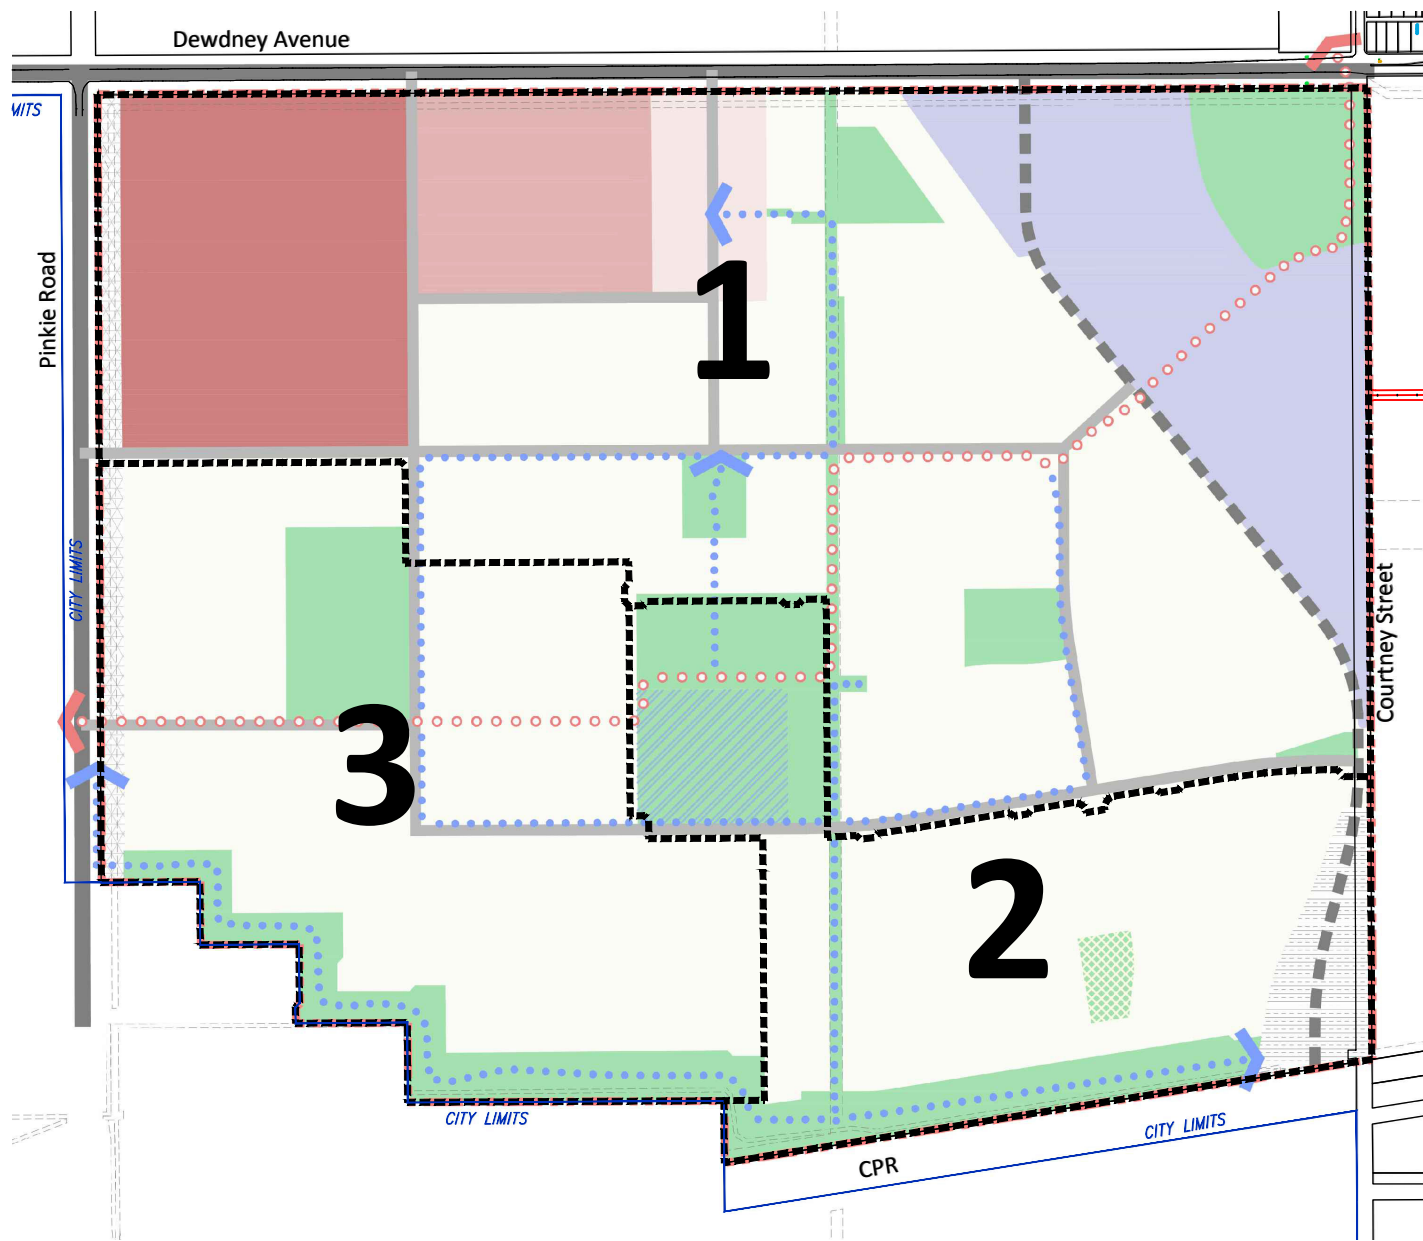 Dewdney Avenue
MITS
Pinkie Road
1
CITY LIMITS
Courtney Street
3
2
CITY LIMITS
CITY LIMITS
CPR